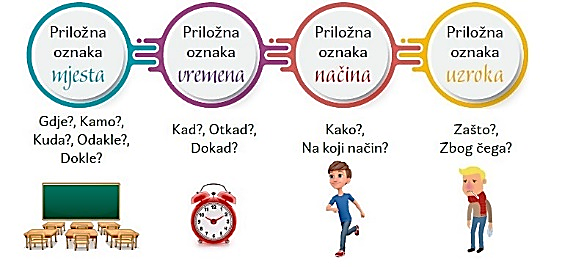 Priložna
oznaka
mjesta
Gdje?, Kamo?,
Kuda?, Odakle?,
Dokle?
Priložna
oznaka
vremena
Kad?, Otkad?,
Dokad?
Priložna
oznaka
načina
Kako?,
Na koji način?
Priložna
oznaka
uzroka
Zašto?,
Zbog čega?